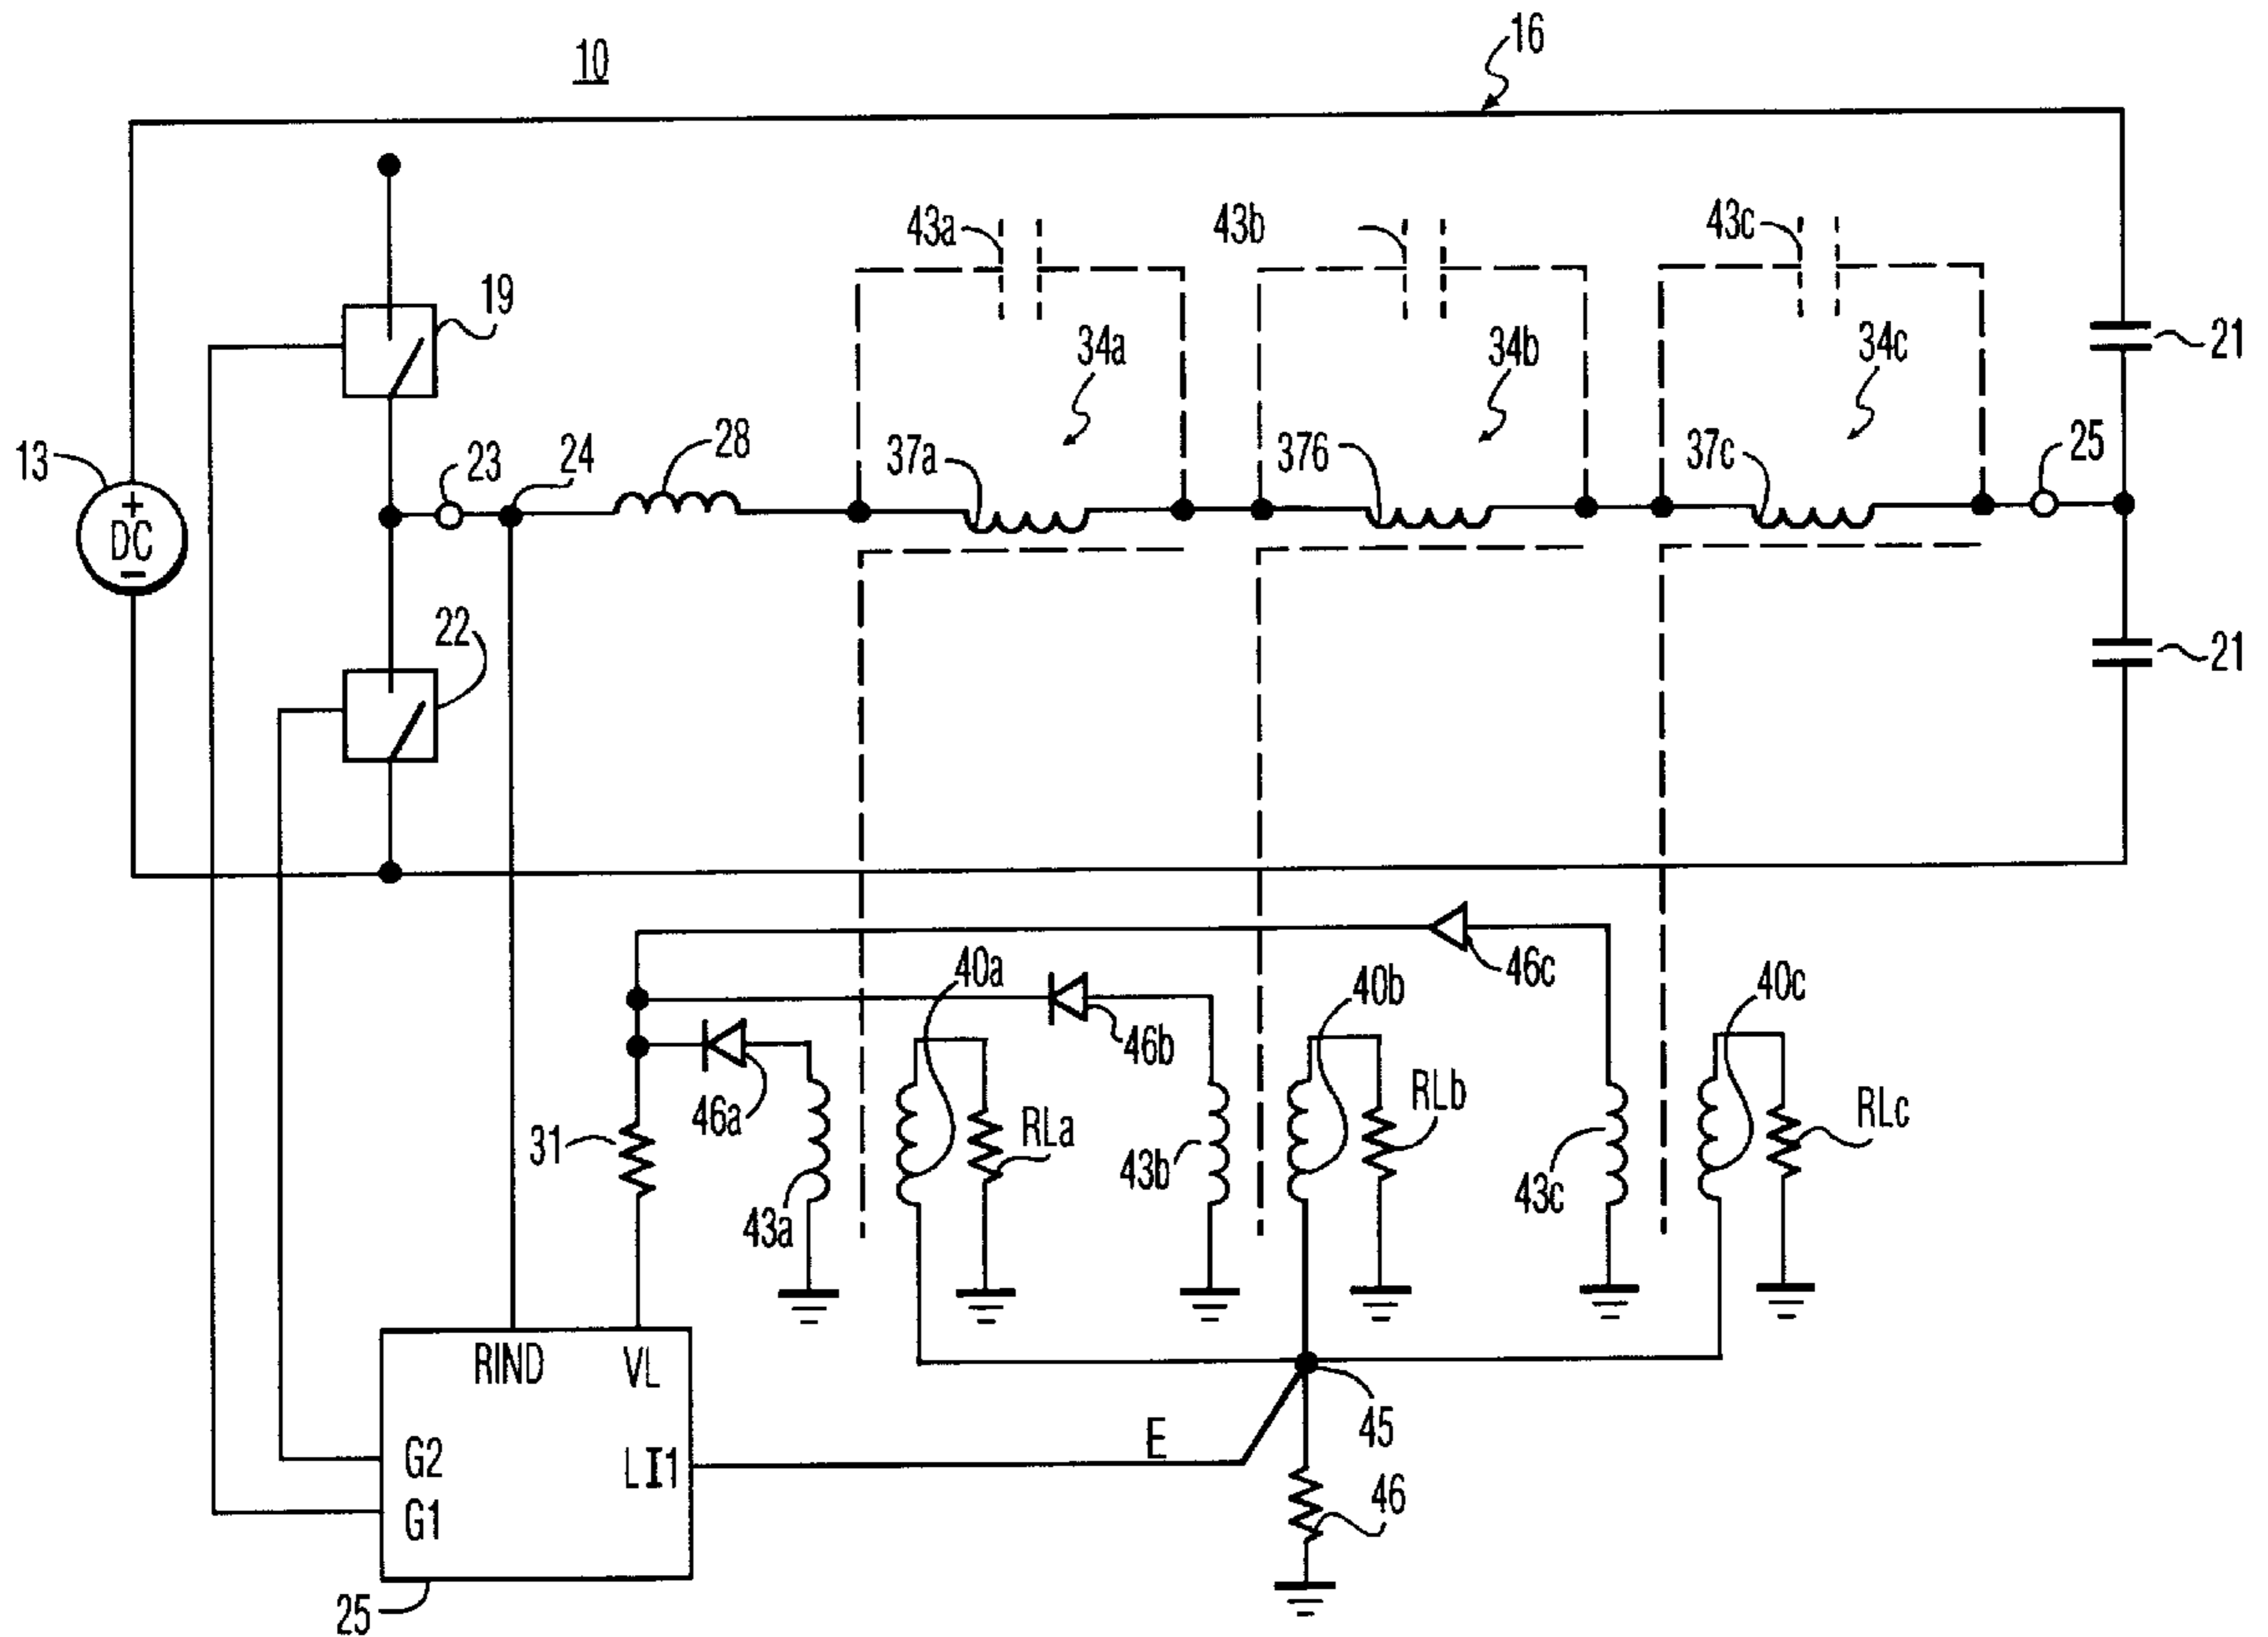 10
16
43a
43b
43c
19
34a
34b
34c
21
13
23
24
28
37a
376
37c
25
+
DC
−
22
21
46c
40a
40b
40c
46b
46a
31
RLa
RLb
RLc
43a
43b
43c
RIND
VL
45
E
G2
LI1
G1
46
25